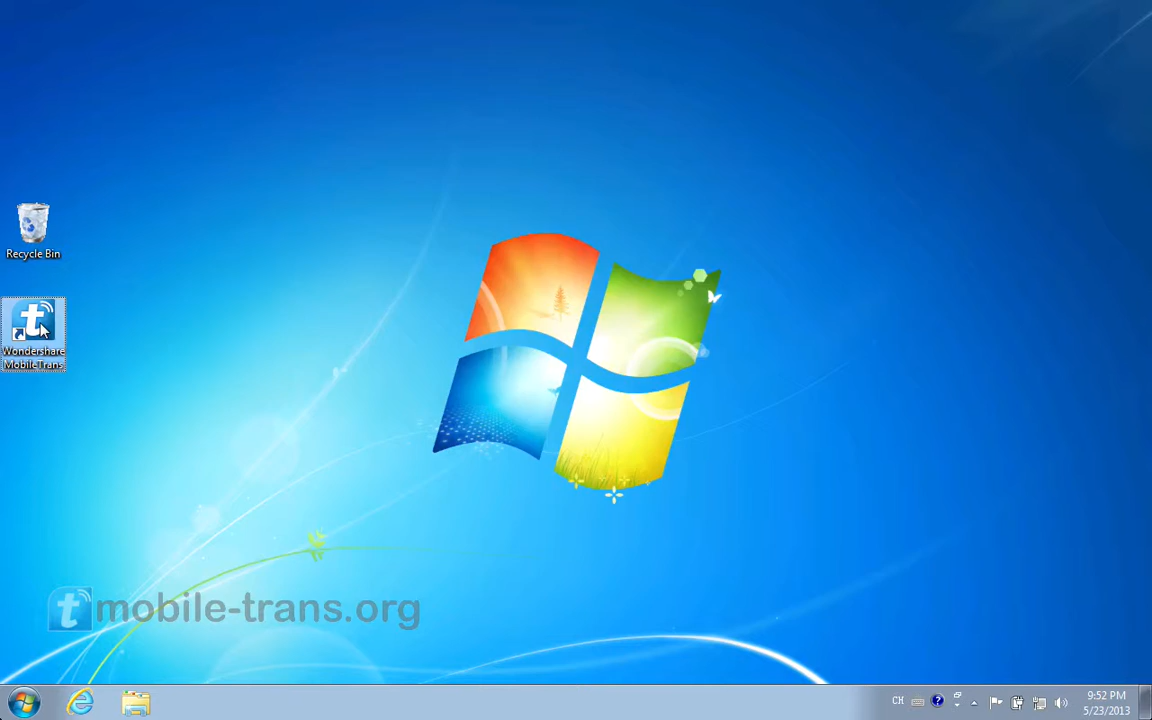 Recycle Bin
Wondershare
MobileTrans
mobile-trans.org
CH
9:52 PM
5/23/2013